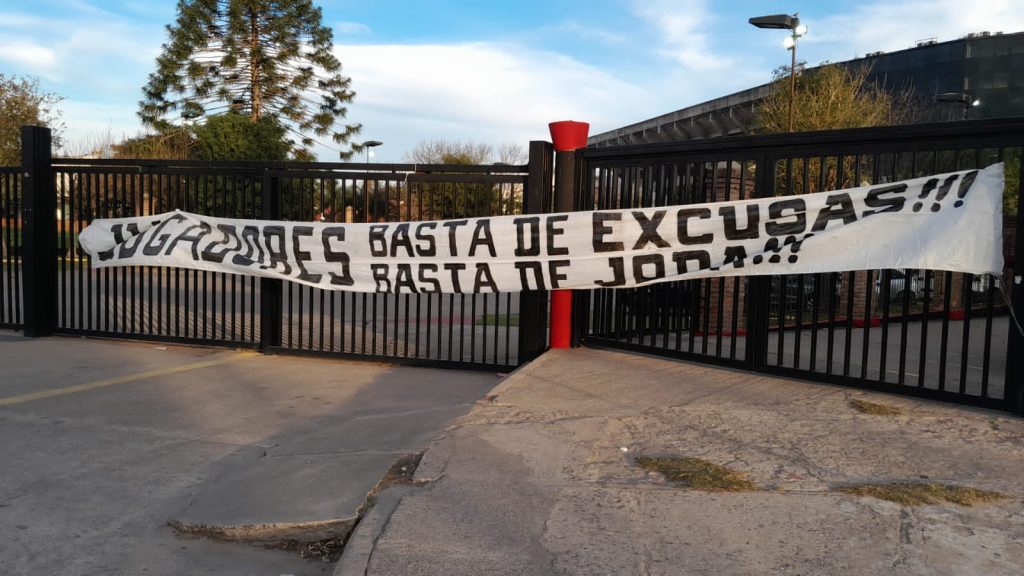 JUGADORES BASTA DE EXCUSAS!!!
BASTA DE JODA!!!